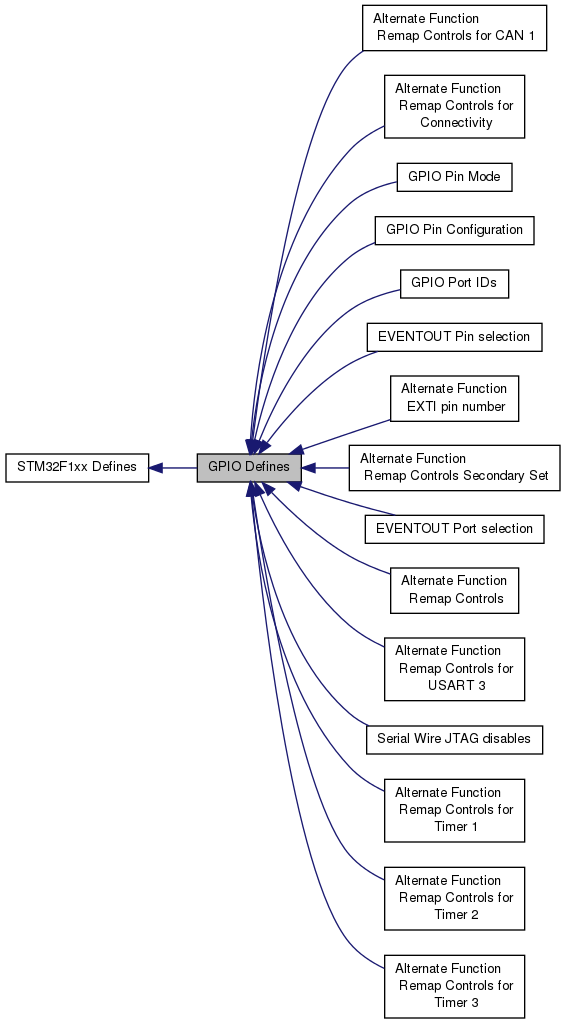 Alternate Function
Remap Controls for CAN 1
Alternate Function
Remap Controls for
Connectivity
GPIO Pin Mode
GPIO Pin Configuration
GPIO Port IDs
EVENTOUT Pin selection
Alternate Function
EXTI pin number
STM32F1xx Defines
GPIO Defines
Alternate Function
Remap Controls Secondary Set
EVENTOUT Port selection
Alternate Function
Remap Controls
Alternate Function
Remap Controls for
USART 3
Serial Wire JTAG disables
Alternate Function
Remap Controls for
Timer 1
Alternate Function
Remap Controls for
Timer 2
Alternate Function
Remap Controls for
Timer 3